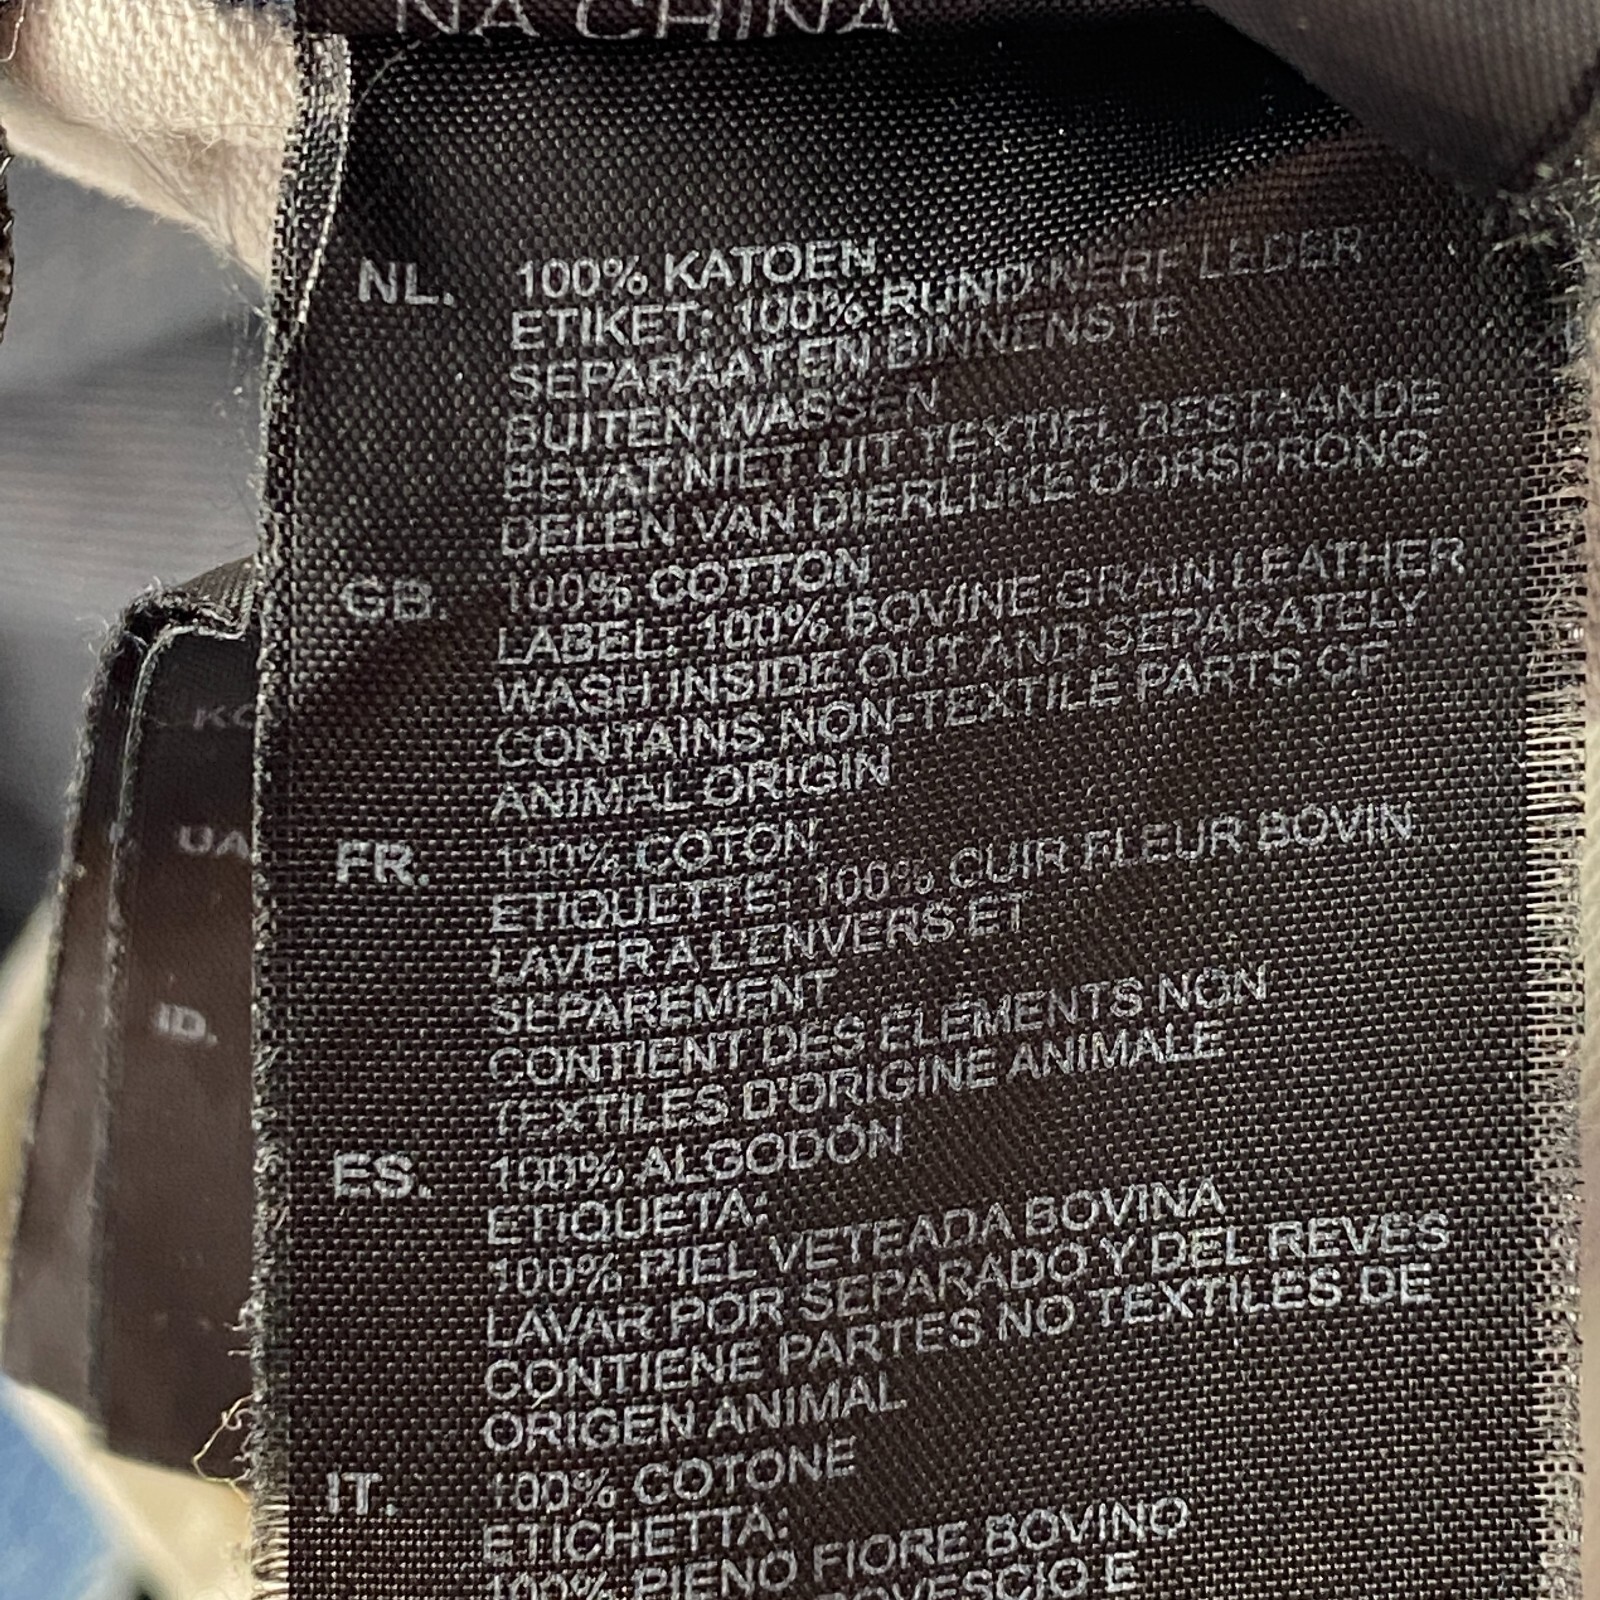 NA CHINA
NL. 100% KATOEN
ETIKET: 100% RUND NERF LEDER
SEPARAAT EN BINNENSTE
BUITEN WASSEN
BEVAT NIET UIT TEXTIEL BESTAANDE
DELEN VAN DIERLIJKE OORSPRONG
GB. 100% COTTON
LABEL: 100% BOVINE GRAIN LEATHER
WASH INSIDE OUT AND SEPARATELY
CONTAINS NON-TEXTILE PARTS OF
ANIMAL ORIGIN
FR. 100% COTON
ETIQUETTE: 100% CUIR FLEUR BOVIN
LAVER A L'ENVERS ET
SEPAREMENT
CONTIENT DES ELEMENTS NON
TEXTILES D'ORIGINE ANIMALE
ES. 100% ALGODÓN
ETIQUETA:
100% PIEL VETEADA BOVINA
LAVAR POR SEPARADO Y DEL REVES
CONTIENE PARTES NO TEXTILES DE
ORIGEN ANIMAL
IT. 100% COTONE
ETICHETTA:
100% PIENO FIORE BOVINO
E
UA
ID.